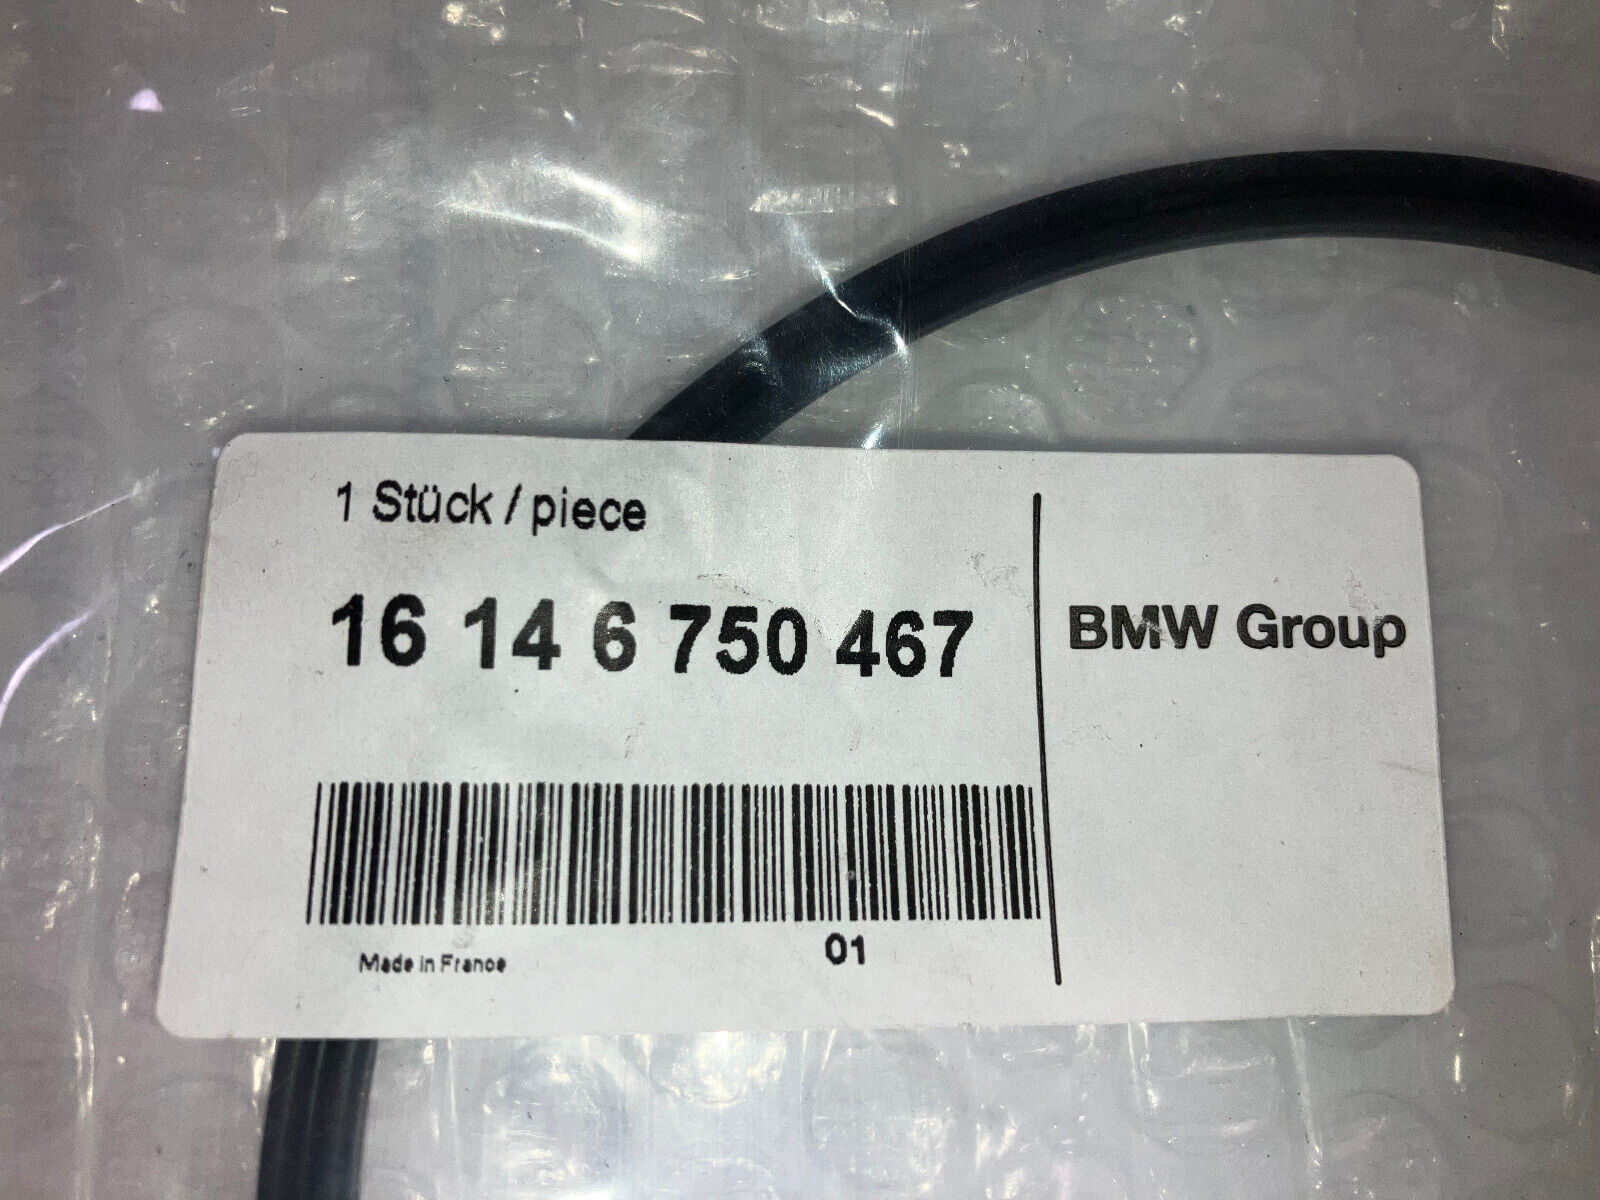 1 Stück / piece
16 14 6 750 467
BMW Group
Made in France
01